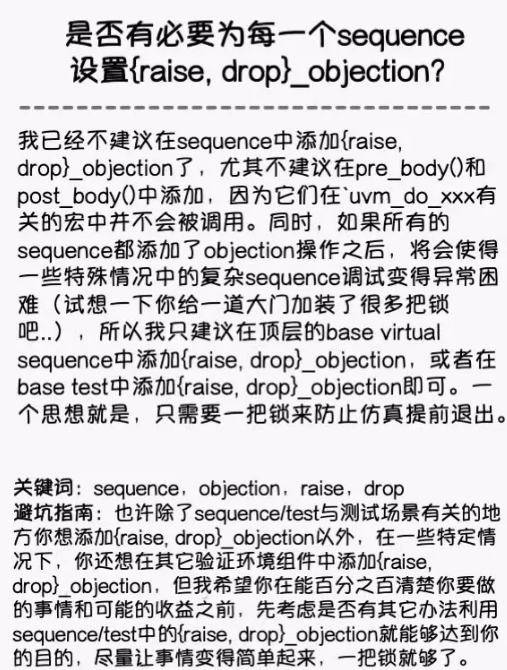 是否有必要为每一个sequence
设置{raise, drop}_objection?
我已经不建议在sequence中添加{raise,
drop}_objection了，尤其不建议在pre_body()和
post_body()中添加，因为它们在`uvm_do_xxx有
关的宏中并不会被调用。同时，如果所有的
sequence都添加了objection操作之后，将会使得
一些特殊情况中的复杂sequence调试变得异常困
难（试想一下你给一道大门加装了很多把锁
吧..），所以我只建议在顶层的base virtual
sequence中添加{raise, drop}_objection，或者在
base test中添加{raise, drop}_objection即可。一
个思想就是，只需要一把锁来防止仿真提前退出。
关键词：sequence，objection，raise，drop
避坑指南：也许除了sequence/test与测试场景有关的地
方你想添加{raise, drop}_objection以外，在一些特定情
况下，你还想在其它验证环境组件中添加{raise,
drop}_objection，但我希望你在能百分之百清楚你要做
的事情和可能的收益之前，先考虑是否有其它办法利用
sequence/test中的{raise, drop}_objection就能够达到你
的目的，尽量让事情变得简单起来，一把锁就够了。